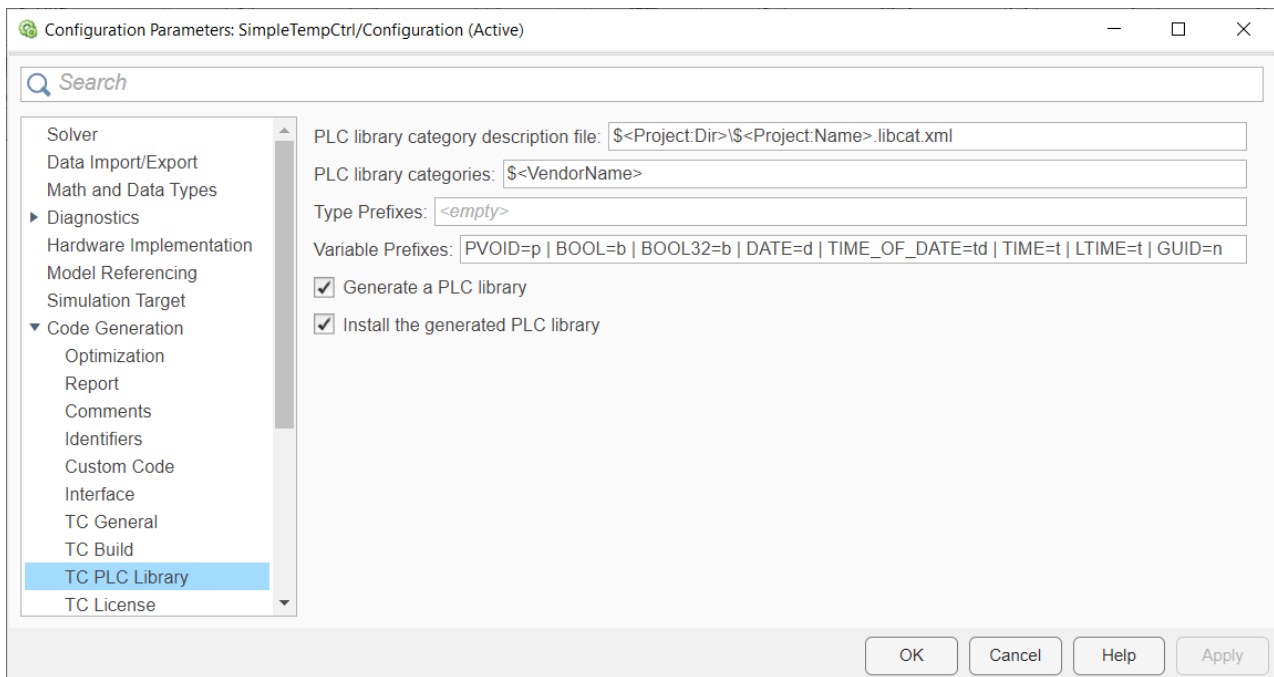 Configuration Parameters: SimpleTempCtrl/Configuration (Active)
Search
Solver
Data Import/Export
Math and Data Types
Diagnostics
Hardware Implementation
Model Referencing
Simulation Target
Code Generation
Optimization
Report
Comments
Identifiers
Custom Code
Interface
TC General
TC Build
TC PLC Library
TC License
PLC library category description file: $<Project:Dir>\$<Project:Name>.libcat.xml
PLC library categories: $<VendorName>
Type Prefixes: <empty>
Variable Prefixes: PVOID=p | BOOL=b | BOOL32=b | DATE=d | TIME_OF_DATE=td | TIME=t | LTIME=t | GUID=n
Generate a PLC library
Install the generated PLC library
OK Cancel Help Apply